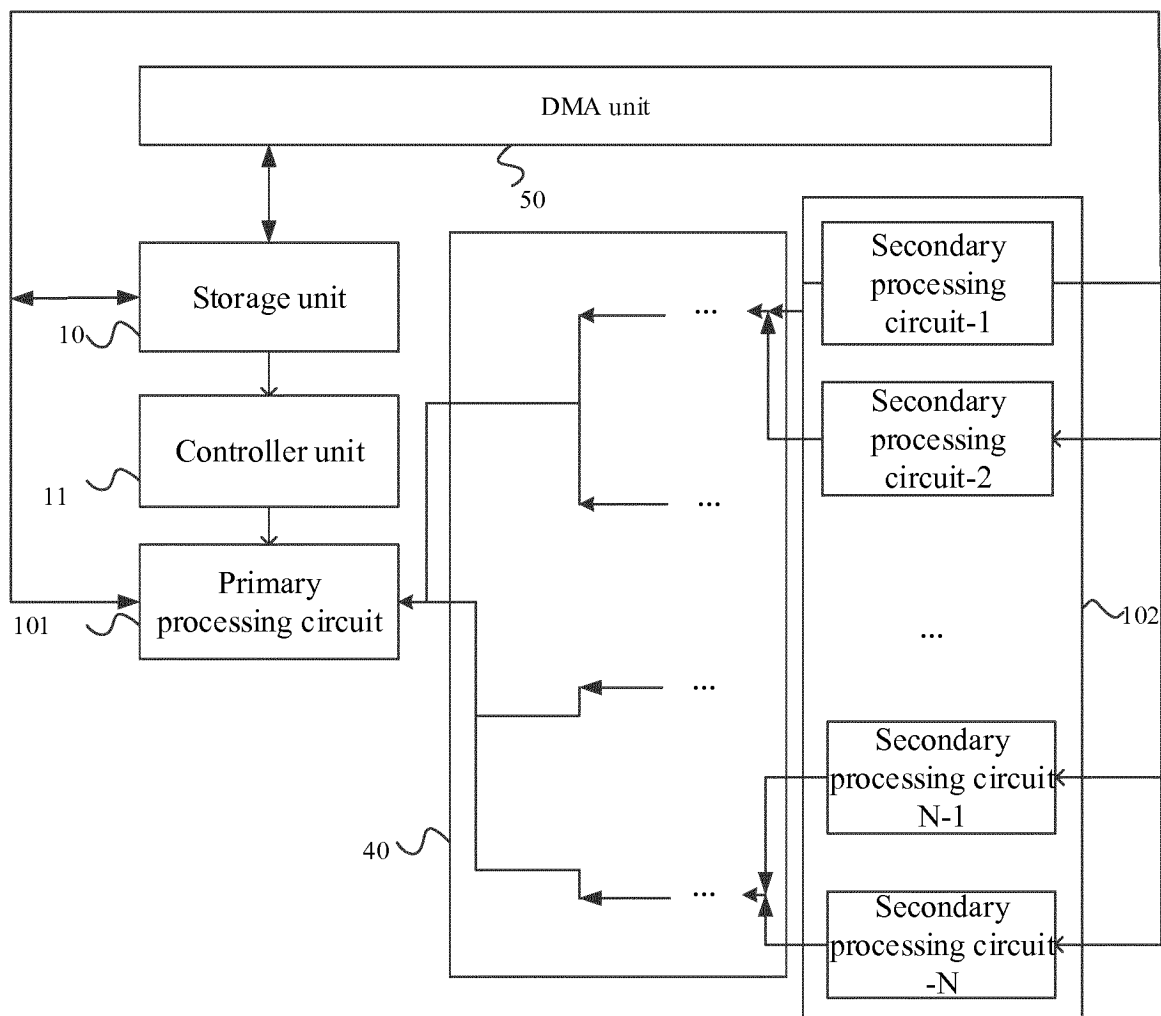 DMA unit
50
Storage unit
10
Controller unit
11
Primary
processing circuit
101
40
...
...
...
...
Secondary
processing
circuit-1
Secondary
processing
circuit-2
...
102
Secondary
processing circuit
N-1
Secondary
processing circuit
-N